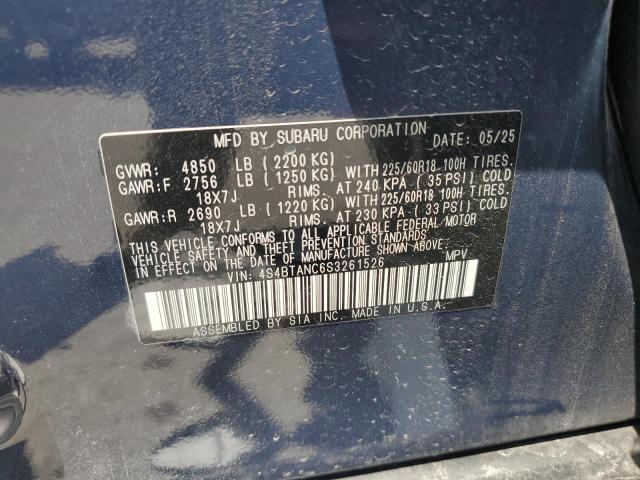 MFD BY SUBARU CORPORATION DATE: 05/25
GVWR: 4850 LB (2200 KG)
GAWR:F 2756 LB (1250 KG) WITH 225/60R18 100H TIRES.
18X7J RIMS. AT 240 KPA (35 PSI) COLD
GAWR:R 2690 LB (1220 KG) WITH 225/60R18 100H TIRES.
18X7J RIMS. AT 230 KPA (33 PSI) COLD
THIS VEHICLE CONFORMS TO ALL APPLICABLE FEDERAL MOTOR
VEHICLE SAFETY AND THEFT PREVENTION STANDARDS
IN EFFECT ON THE DATE OF MANUFACTURE SHOWN ABOVE.
VIN: 4S4BTANC6S3261526 MPV
ASSEMBLED BY SIA INC. MADE IN U.S.A.